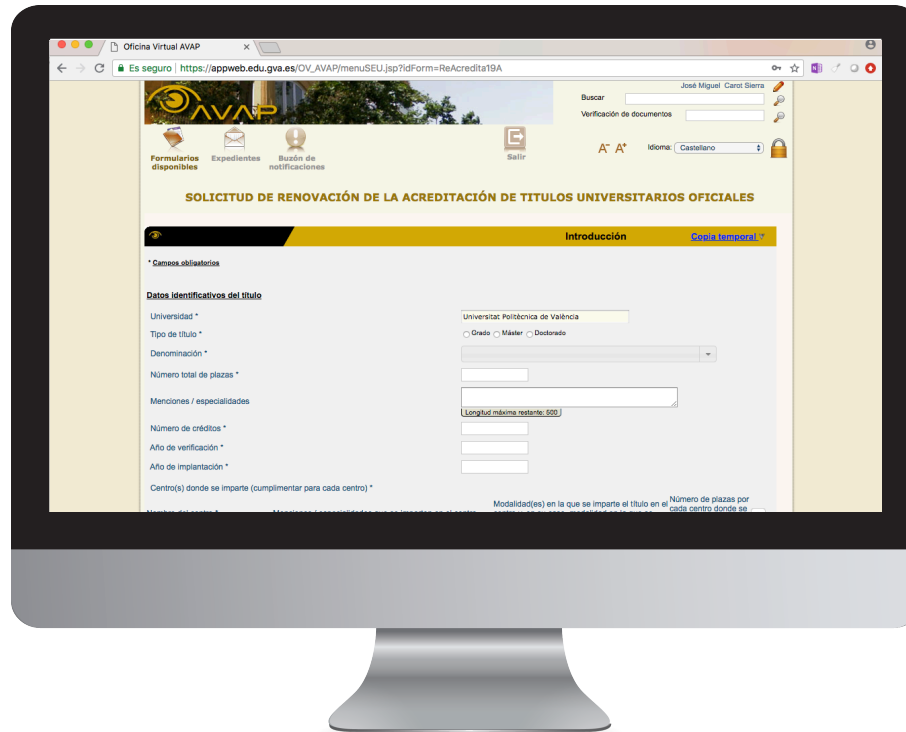 Oficina Virtual AVAP
Es seguro | https://appweb.edu.gva.es/OV_AVAP/menuSEU.jsp?idForm=ReAcredita19A
José Miguel Carot Sierra
AVAP
Buscar
Verificación de documentos
Formularios disponibles
Expedientes
Buzón de notificaciones
Salir
A- A+
Idioma: Castellano
SOLICITUD DE RENOVACIÓN DE LA ACREDITACIÓN DE TITULOS UNIVERSITARIOS OFICIALES
Introducción
Copia temporal
* Campos obligatorios
Datos identificativos del título
Universidad * Universitat Politècnica de València
Tipo de título * Grado Máster Doctorado
Denominación *
Número total de plazas *
Menciones / especialidades
Longitud máxima restante: 500
Número de créditos *
Año de verificación *
Año de implantación *
Centro(s) donde se imparte (cumplimentar para cada centro) *
Modalidad(es) en la que se imparte el título en el
Número de plazas por
cada centro donde se